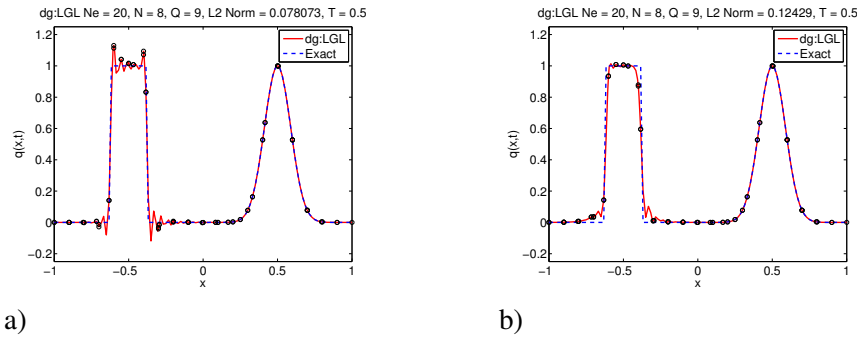 dg:LGL Ne = 20, N = 8, Q = 9, L2 Norm = 0.078073, T = 0.5
1.2
1
0.8
0.6
0.4
0.2
0
−0.2
q(x,t)
dg:LGL
Exact
−1
−0.5
0
0.5
1
x
a)
dg:LGL Ne = 20, N = 8, Q = 9, L2 Norm = 0.12429, T = 0.5
1.2
1
0.8
0.6
0.4
0.2
0
−0.2
q(x,t)
dg:LGL
Exact
−1
−0.5
0
0.5
1
x
b)